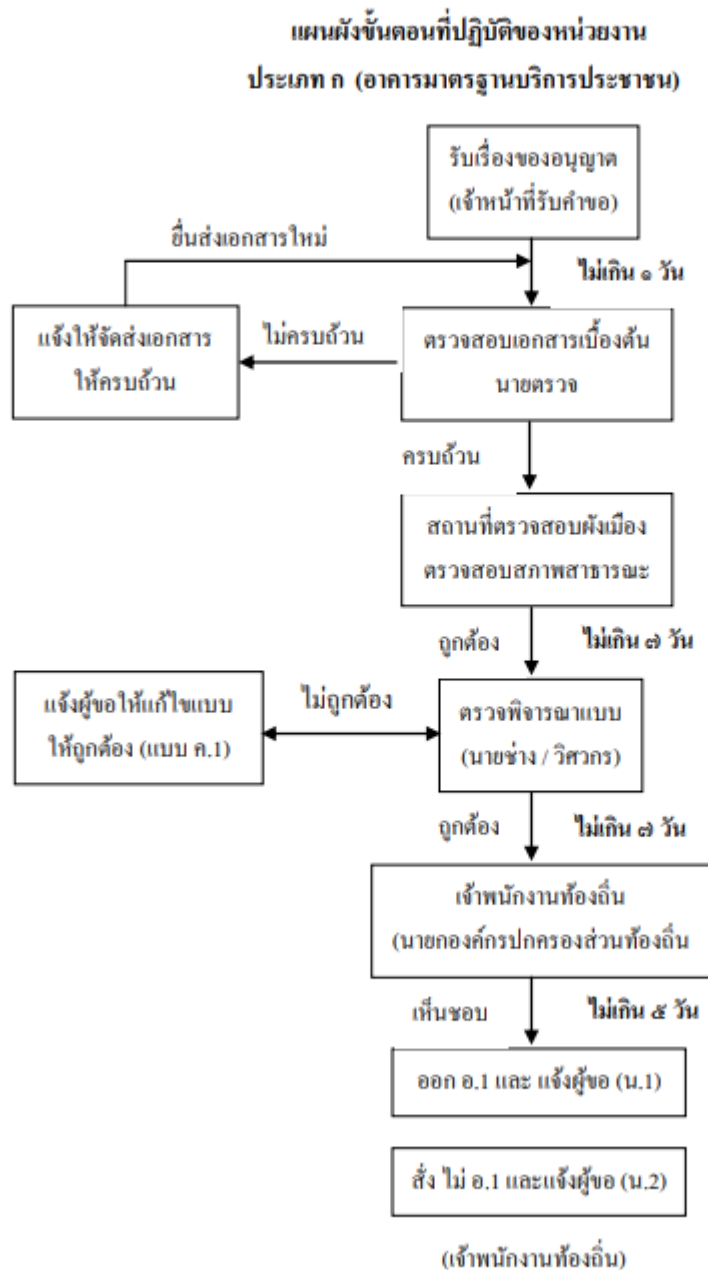 แผนผังขั้นตอนที่ปฏิบัติของหน่วยงาน
ประเภท ก (อาคารมาตรฐานบริการประชาชน)
รับเรื่องของอนุญาต
(เจ้าหน้าที่รับคำขอ)
ยื่นส่งเอกสารใหม่
ไม่เกิน ๑ วัน
แจ้งให้จัดส่งเอกสาร
ให้ครบถ้วน
ไม่ครบถ้วน
ตรวจสอบเอกสารเบื้องต้น
นายตรวจ
ครบถ้วน
สถานที่ตรวจสอบผังเมือง
ตรวจสอบสภาพสาธารณะ
ถูกต้อง
ไม่เกิน ๗ วัน
แจ้งผู้ขอให้แก้ไขแบบ
ให้ถูกต้อง (แบบ ค.1)
ไม่ถูกต้อง
ตรวจพิจารณาแบบ
(นายช่าง / วิศวกร)
ถูกต้อง
ไม่เกิน ๗ วัน
เจ้าพนักงานท้องถิ่น
(นายกองค์กรปกครองส่วนท้องถิ่น
เห็นชอบ
ไม่เกิน ๕ วัน
ออก อ.1 และ แจ้งผู้ขอ (น.1)
สั่ง ไม่ อ.1 และแจ้งผู้ขอ (น.2)
(เจ้าพนักงานท้องถิ่น)